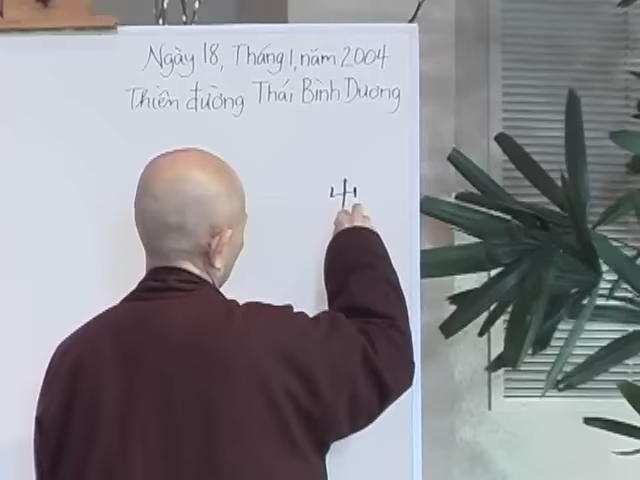 Ngày 18, Tháng 1, năm 2004
Thiên đường Thái Bình Dương